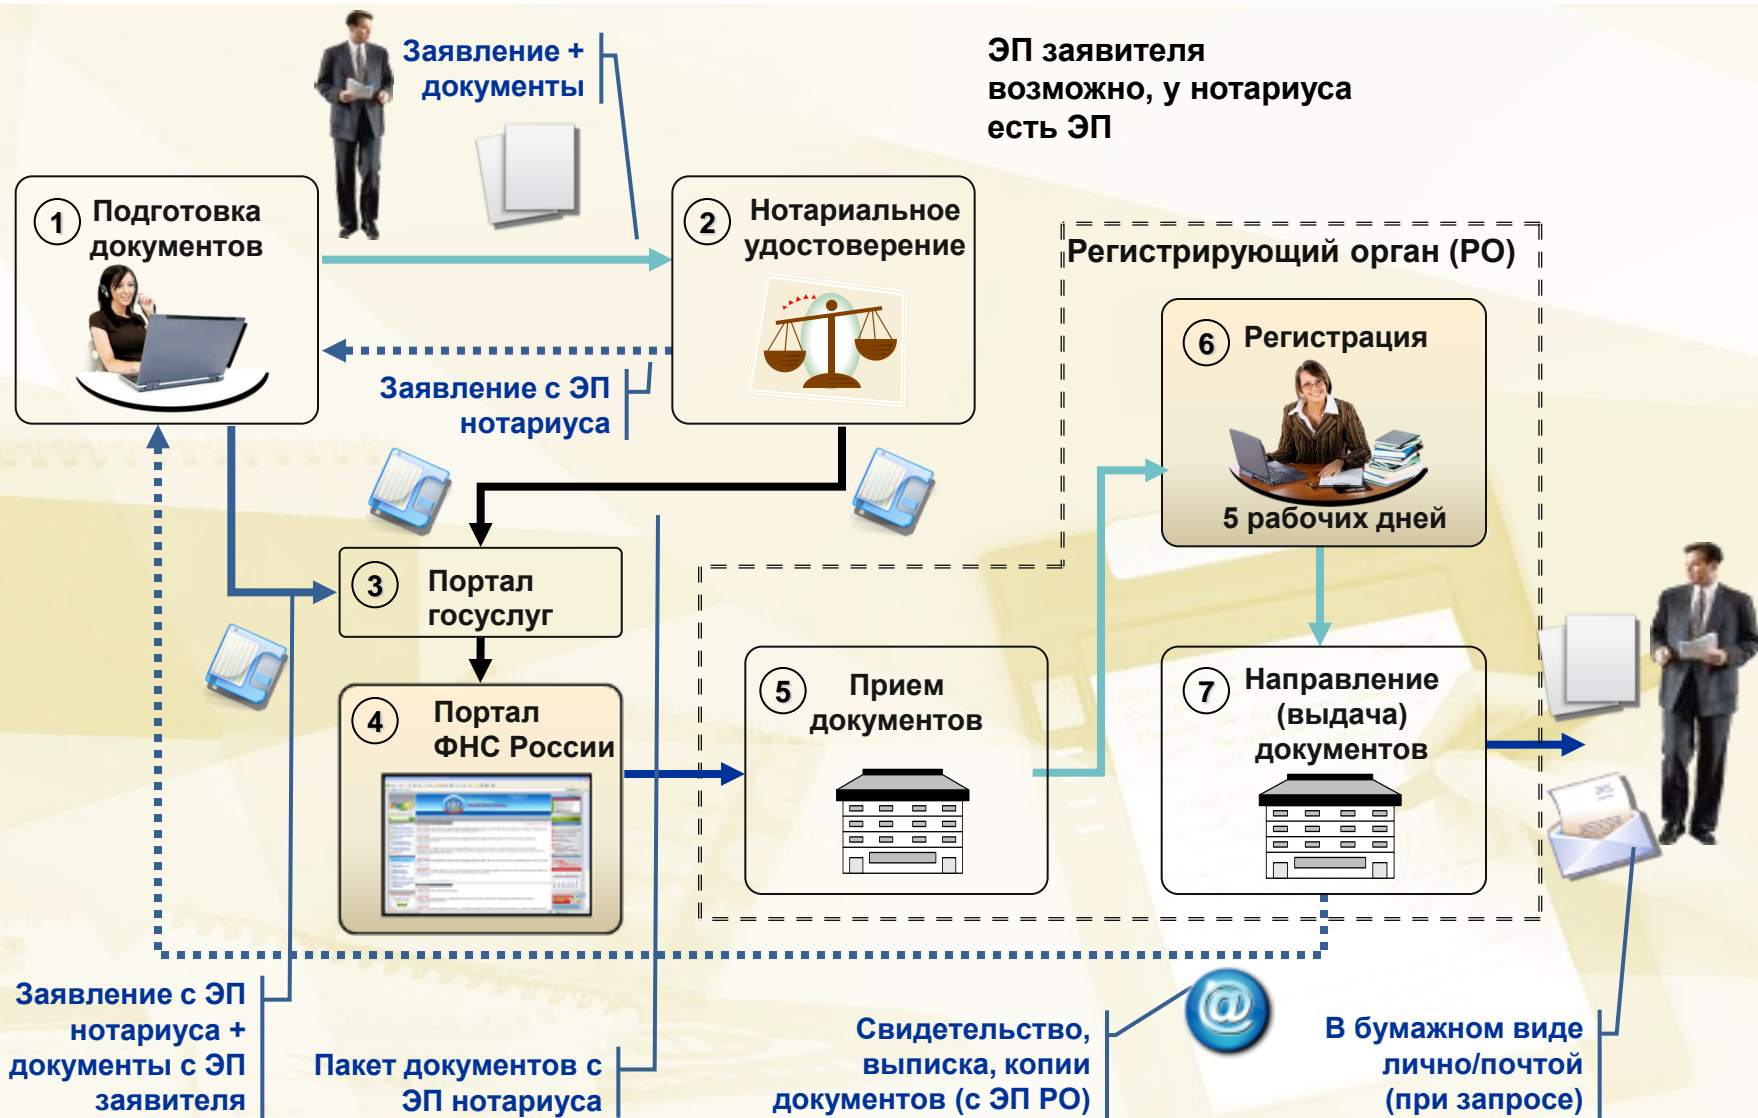 Заявление +
документы
ЭП заявителя
возможно, у нотариуса
есть ЭП
1
Подготовка
документов
2
Нотариальное
удостоверение
Регистрирующий орган (РО)
6
Регистрация
5 рабочих дней
Заявление с ЭП
нотариуса
3
Портал
госуслуг
4
Портал
ФНС России
5
Прием
документов
7
Направление
(выдача)
документов
Заявление с ЭП
нотариуса +
документы с ЭП
заявителя
Пакет документов с
ЭП нотариуса
Свидетельство,
выписка, копии
документов (с ЭП РО)
@
В бумажном виде
лично/почтой
(при запросе)